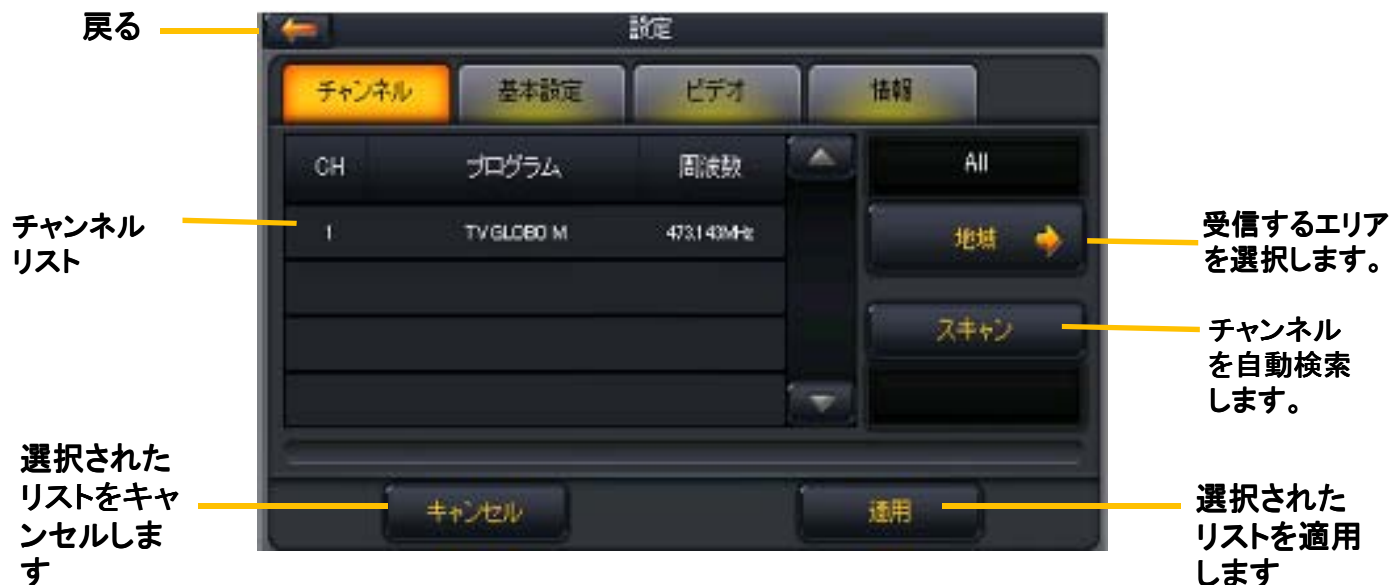 戻る
設定
チャンネル
基本設定
ビデオ
情報
CH
プログラム
周波数
All
1
TV GLOBO M
473.143MHz
チャンネル
リスト
地域
受信するエリア
を選択します。
スキャン
チャンネル
を自動検索
します。
選択された
リストをキャ
ンセルしま
す
キャンセル
適用
選択された
リストを適用
します